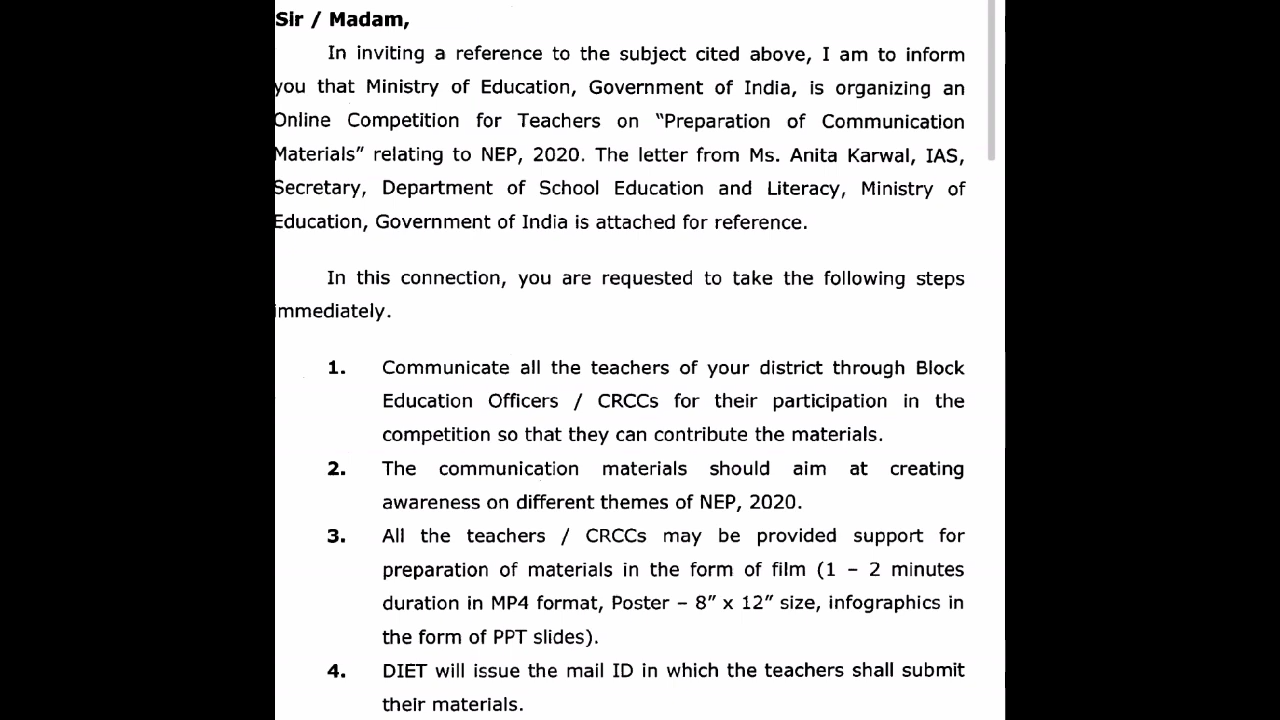 Sir / Madam,
In inviting a reference to the subject cited above, I am to inform
you that Ministry of Education, Government of India, is organizing an
Online Competition for Teachers on "Preparation of Communication
Materials" relating to NEP, 2020. The letter from Ms. Anita Karwal, IAS,
Secretary, Department of School Education and Literacy, Ministry of
Education, Government of India is attached for reference.
In this connection, you are requested to take the following steps
immediately.
1. Communicate all the teachers of your district through Block
Education Officers / CRCCs for their participation in the
competition so that they can contribute the materials.
2. The communication materials should aim at creating
awareness on different themes of NEP, 2020.
3. All the teachers / CRCCs may be provided support for
preparation of materials in the form of film (1 – 2 minutes
duration in MP4 format, Poster – 8" x 12" size, infographics in
the form of PPT slides).
4. DIET will issue the mail ID in which the teachers shall submit
their materials.